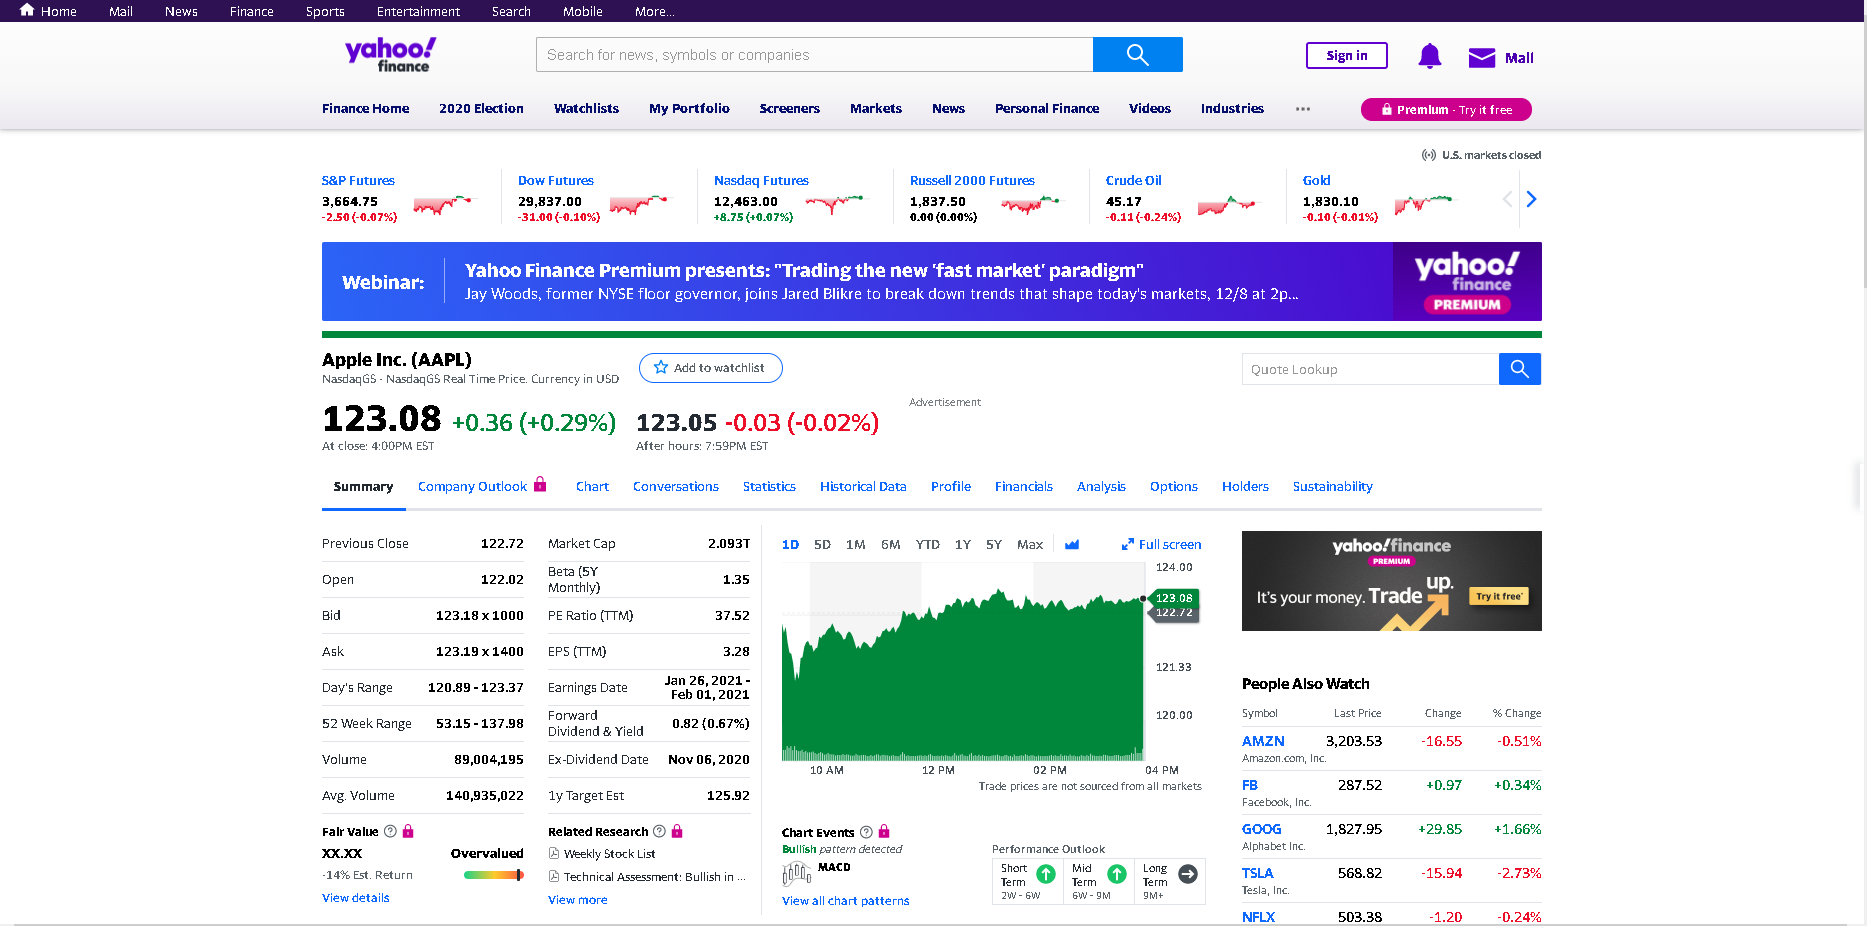 Home Mail News Finance Sports Entertainment Search Mobile More...
yahoo! finance
Search for news, symbols or companies
Sign in
Mail
Finance Home 2020 Election Watchlists My Portfolio Screeners Markets News Personal Finance Videos Industries ...
Premium - Try it free
U.S. markets closed
S&P Futures
3,664.75
-2.50 (-0.07%)
Dow Futures
29,837.00
-31.00 (-0.10%)
Nasdaq Futures
12,463.00
+8.75 (+0.07%)
Russell 2000 Futures
1,837.50
0.00 (0.00%)
Crude Oil
45.17
-0.11 (-0.24%)
Gold
1,830.10
-0.10 (-0.01%)
Webinar:
Yahoo Finance Premium presents: "Trading the new 'fast market' paradigm"
Jay Woods, former NYSE floor governor, joins Jared Blikre to break down trends that shape today's markets, 12/8 at 2p...
yahoo!
finance
PREMIUM
Apple Inc. (AAPL)
NasdaqGS - NasdaqGS Real Time Price. Currency in USD
Add to watchlist
Quote Lookup
123.08 +0.36 (+0.29%)
At close: 4:00PM EST
123.05 -0.03 (-0.02%)
After hours: 7:59PM EST
Advertisement
Summary Company Outlook Chart Conversations Statistics Historical Data Profile Financials Analysis Options Holders Sustainability
Previous Close 122.72
Open 122.02
Bid 123.18 x 1000
Ask 123.19 x 1400
Day's Range 120.89 - 123.37
52 Week Range 53.15 - 137.98
Volume 89,004,195
Avg. Volume 140,935,022
Market Cap 2.093T
Beta (5Y
Monthly) 1.35
PE Ratio (TTM) 37.52
EPS (TTM) 3.28
Earnings Date Jan 26, 2021 -
Feb 01, 2021
Forward
Dividend & Yield 0.82 (0.67%)
Ex-Dividend Date Nov 06, 2020
1y Target Est 125.92
Fair Value ?
XX.XX Overvalued
-14% Est. Return
View details
Related Research ?
Weekly Stock List
Technical Assessment: Bullish in ...
View more
1D 5D 1M 6M YTD 1Y 5Y Max
Full screen
124.00
123.08
122.72
121.33
120.00
10 AM 12 PM 02 PM 04 PM
Trade prices are not sourced from all markets
Chart Events ?
Bullish pattern detected
MACD
View all chart patterns
Performance Outlook
Short
Term
2W - 6W
Mid
Term
6W - 9M
Long
Term
9M+
yahoo!finance
PREMIUM
It's your money. Trade up.
Try it free*
People Also Watch
Symbol Last Price Change % Change
AMZN 3,203.53 -16.55 -0.51%
Amazon.com, Inc.
FB 287.52 +0.97 +0.34%
Facebook, Inc.
GOOG 1,827.95 +29.85 +1.66%
Alphabet Inc.
TSLA 568.82 -15.94 -2.73%
Tesla, Inc.
NFLX 503.38 -1.20 -0.24%